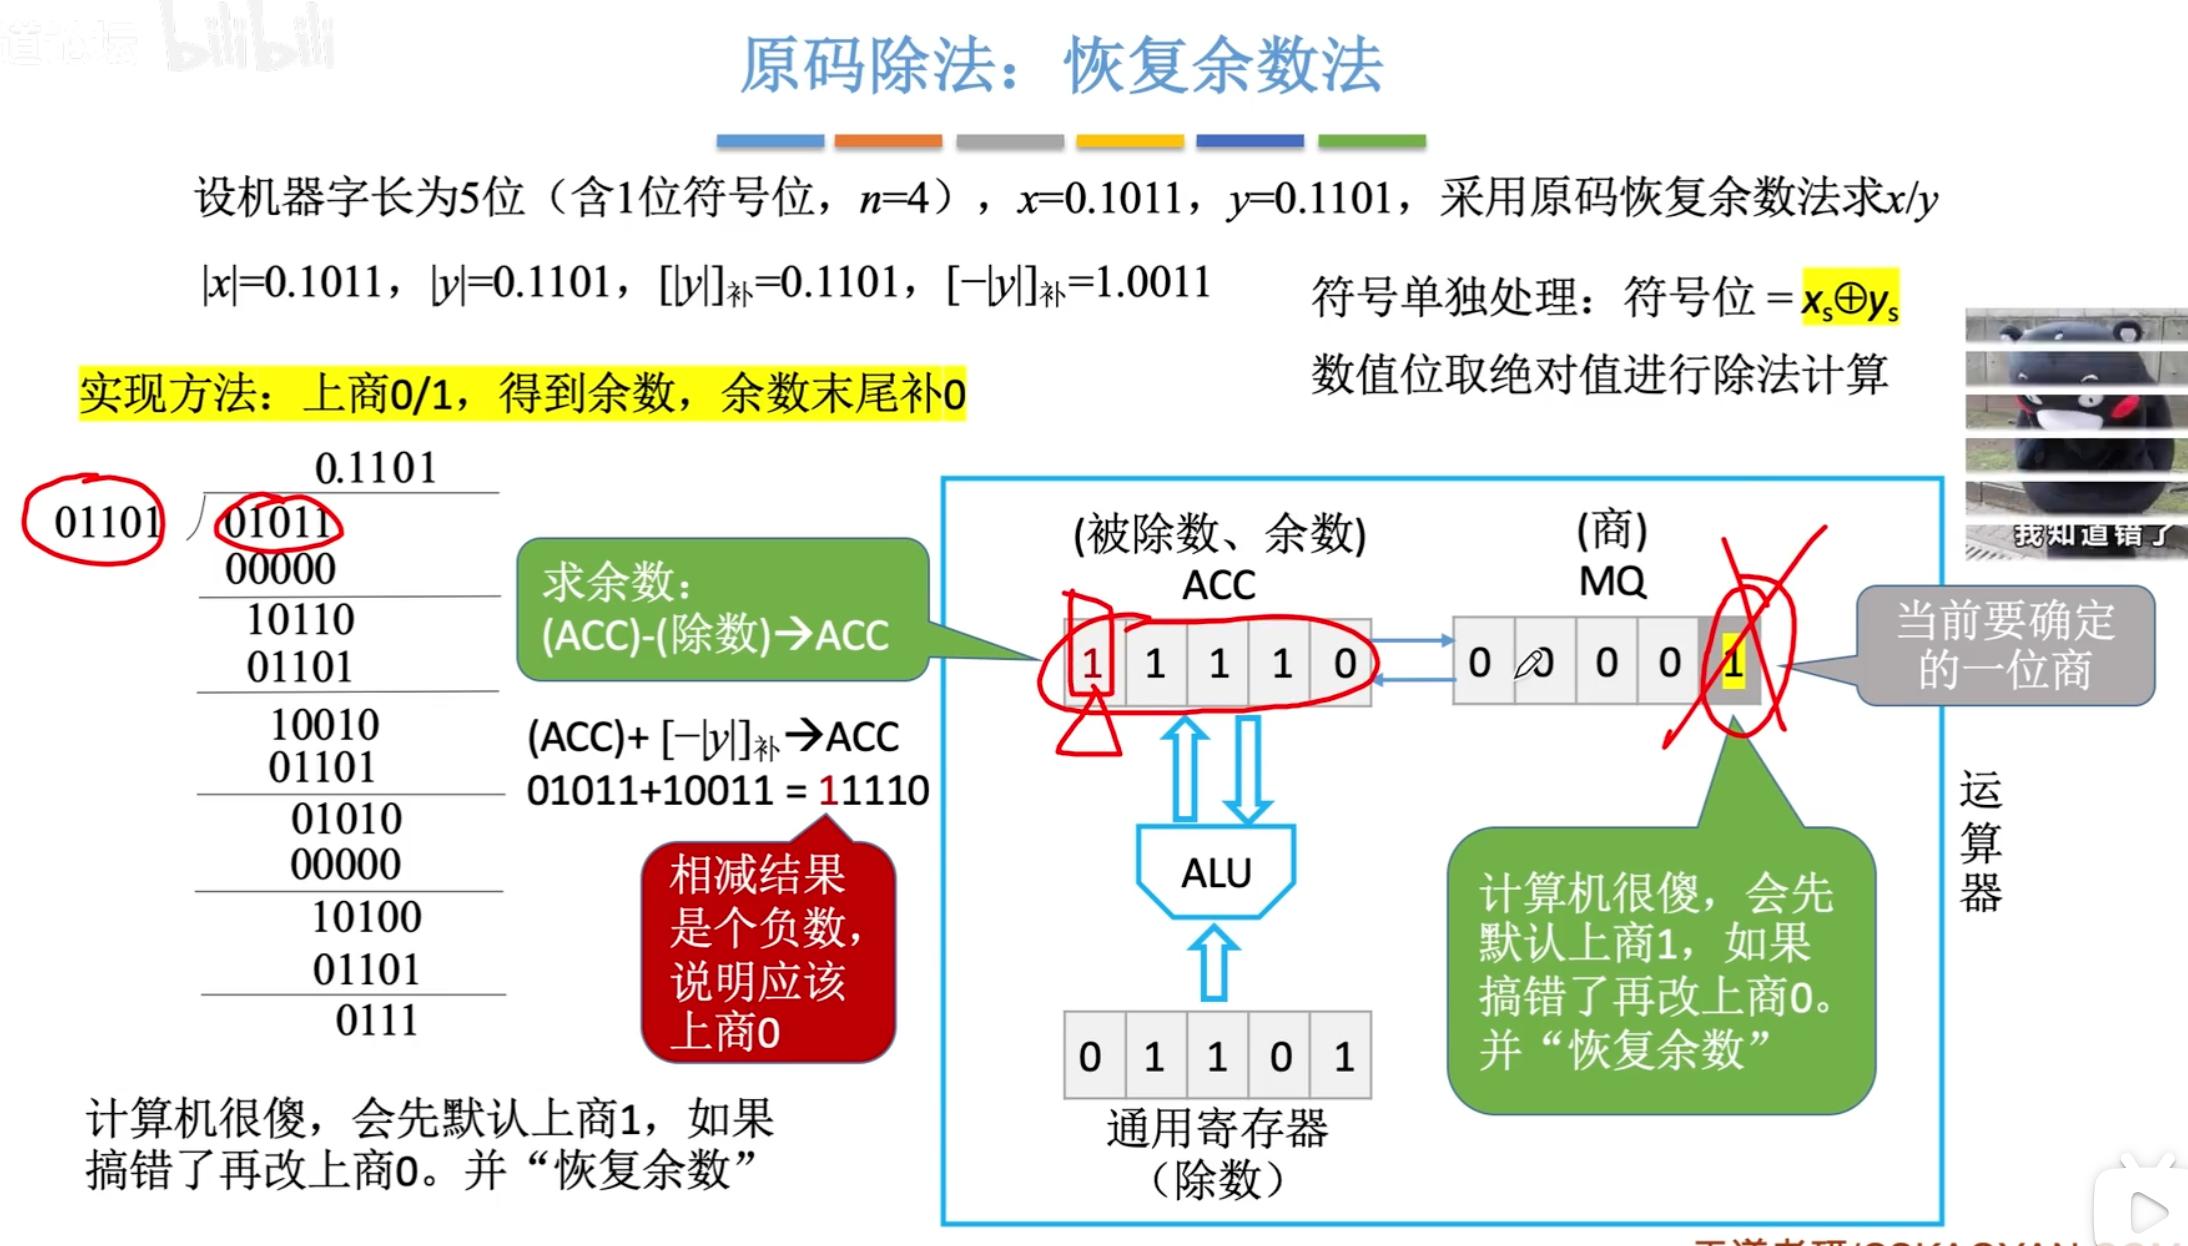 道论坛 bilibili
原码除法：恢复余数法
设机器字长为5位（含1位符号位，n=4），x=0.1011，y=0.1101，采用原码恢复余数法求x/y
|x|=0.1011，|y|=0.1101，[|y|]补=0.1101，[−|y|]补=1.0011
符号单独处理：符号位 = xs⊕ys
数值位取绝对值进行除法计算
实现方法：上商0/1，得到余数，余数末尾补0
我知道错了
0.1101
01101
01011
00000
10110
01101
10010
01101
01010
00000
10100
01101
0111
计算机很傻，会先默认上商1，如果
搞错了再改上商0。并“恢复余数”
求余数：
(ACC)-(除数)→ACC
(ACC)+ [−|y|]补→ACC
01011+10011 = 11110
相减结果
是个负数，
说明应该
上商0
(被除数、余数)
ACC
1 1 1 1 0
(商)
MQ
0 0 0 0 1
当前要确定
的一位商
ALU
0 1 1 0 1
通用寄存器
（除数）
计算机很傻，会先
默认上商1，如果
搞错了再改上商0。
并“恢复余数”
运算器